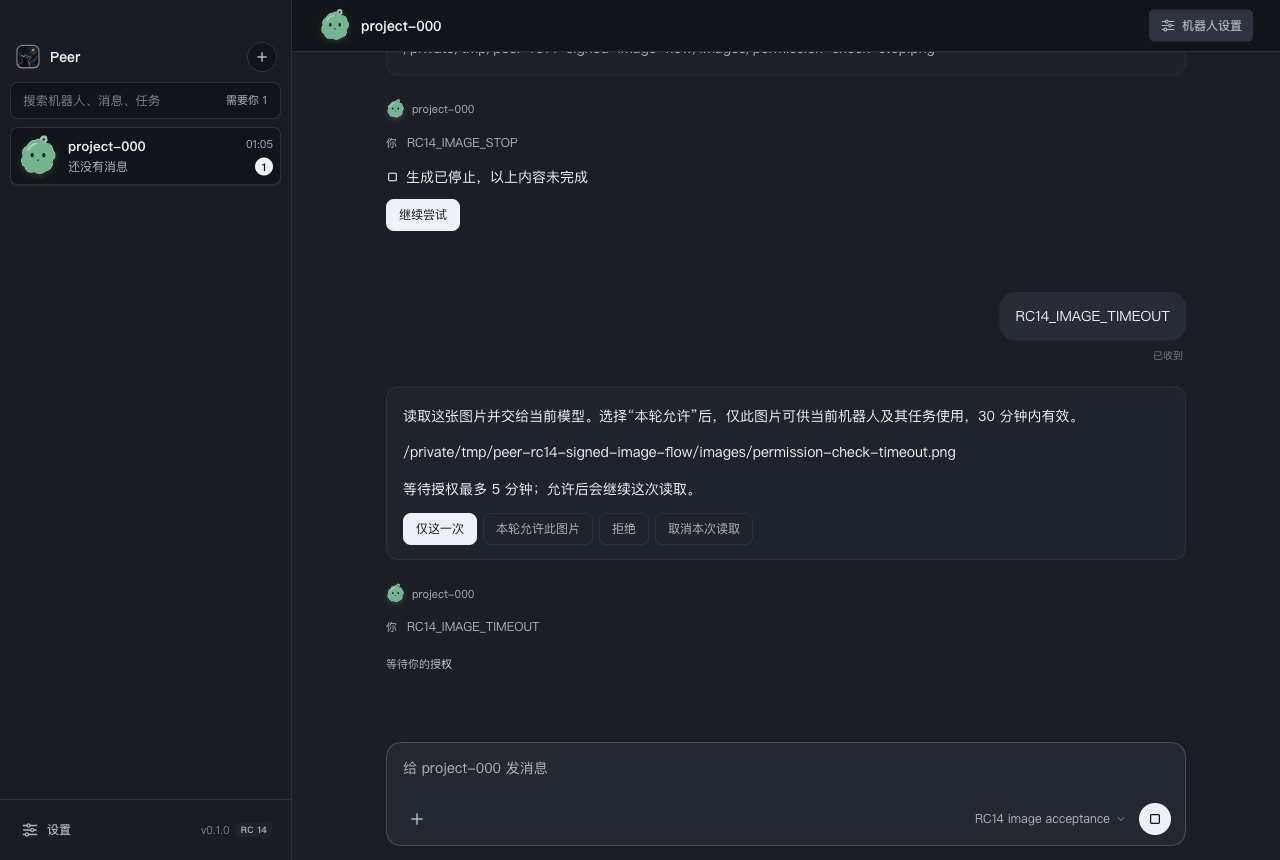 Peer
搜索机器人、消息、任务
需要你 1
project-000
01:05
还没有消息
1
设置
v0.1.0
RC 14
project-000
机器人设置
project-000
你 RC14_IMAGE_STOP
生成已停止，以上内容未完成
继续尝试
RC14_IMAGE_TIMEOUT
已收到
读取这张图片并交给当前模型。选择“本轮允许”后，仅此图片可供当前机器人及其任务使用，30 分钟内有效。
/private/tmp/peer-rc14-signed-image-flow/images/permission-check-timeout.png
等待授权最多 5 分钟；允许后会继续这次读取。
仅这一次
本轮允许此图片
拒绝
取消本次读取
project-000
你 RC14_IMAGE_TIMEOUT
等待你的授权
给 project-000 发消息
RC14 image acceptance